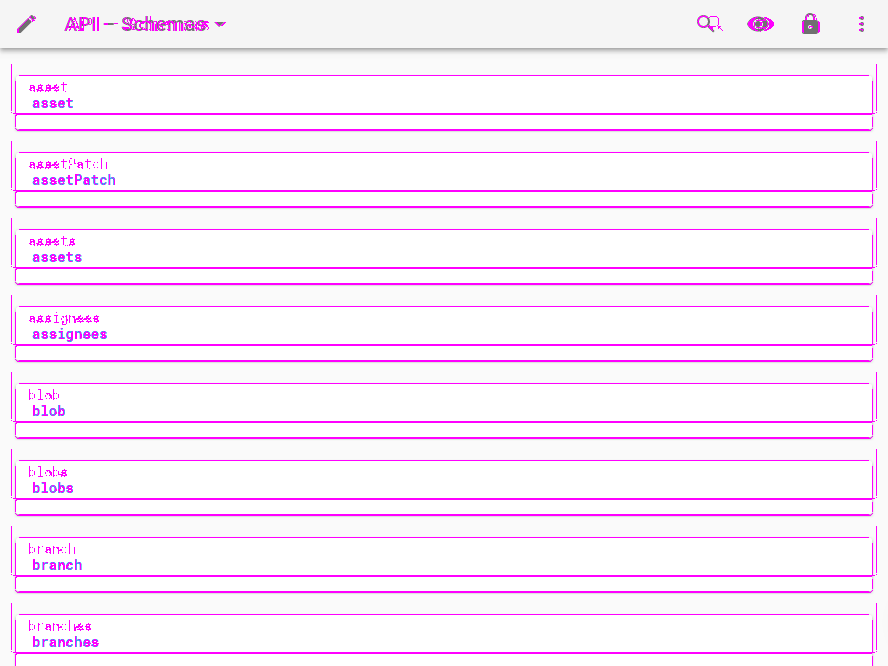 API – Schemas
asset
asset
assetPatch
assetPatch
assets
assets
assignees
assignees
blob
blob
blobs
blobs
branch
branch
branches
branches